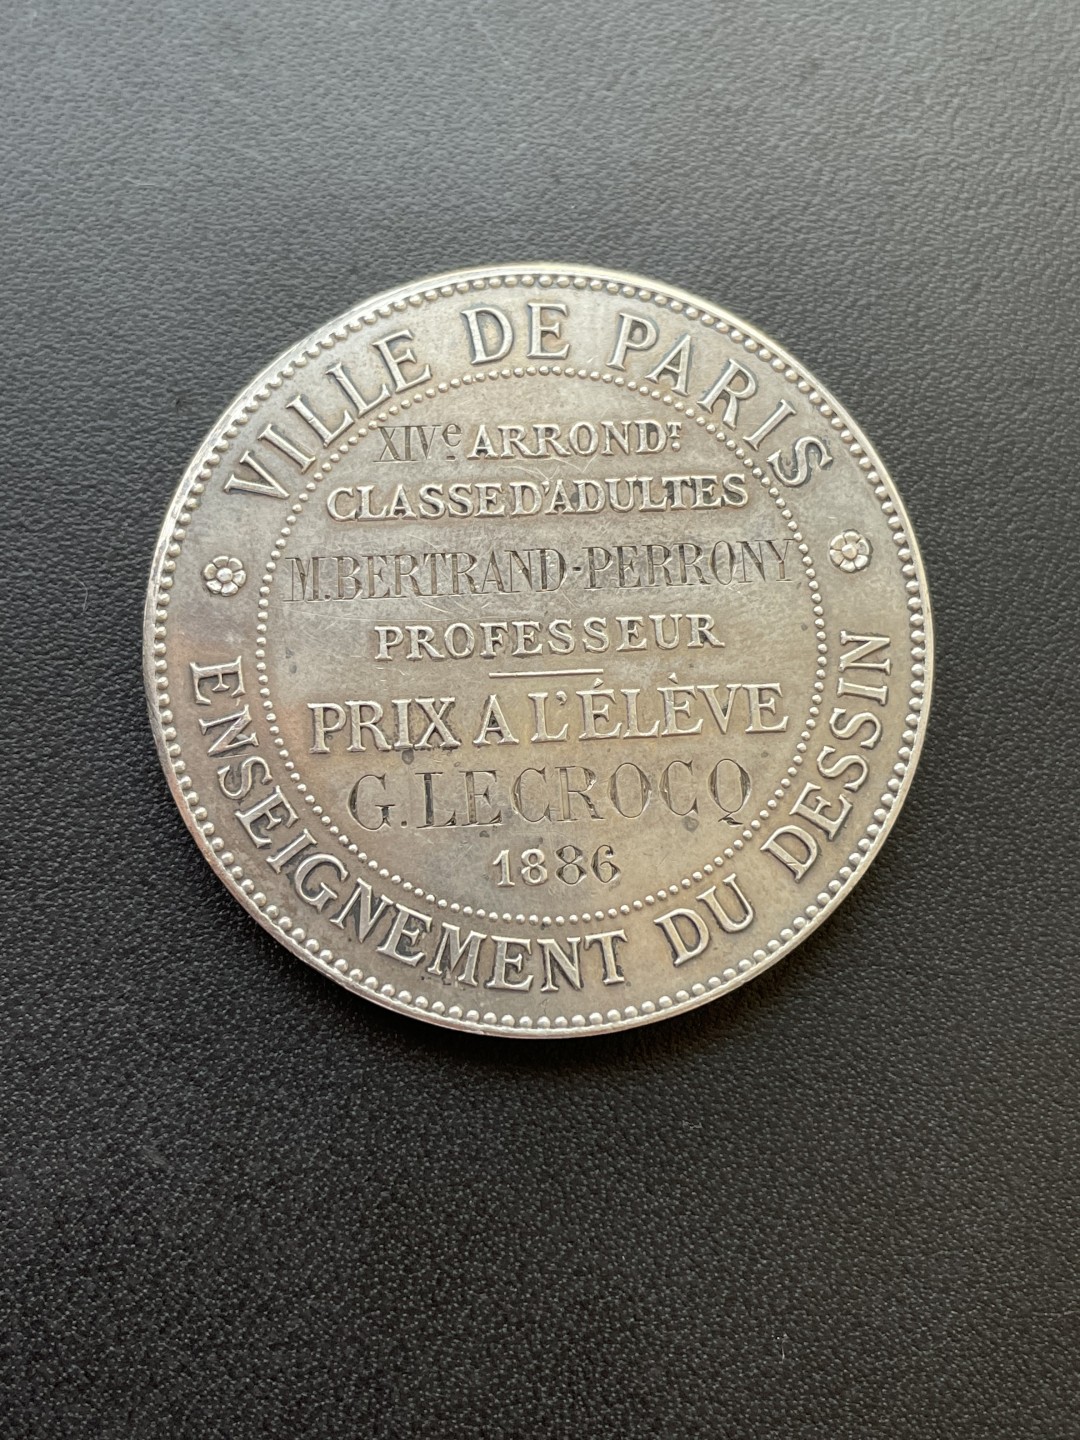 VILLE DE PARIS
XIVe ARRONDT
CLASSE D'ADULTES
M. BERTRAND-PERRONY
PROFESSEUR
PRIX A L'ÉLÈVE
G. LECROCQ
1886
ENSEIGNEMENT DU DESSIN